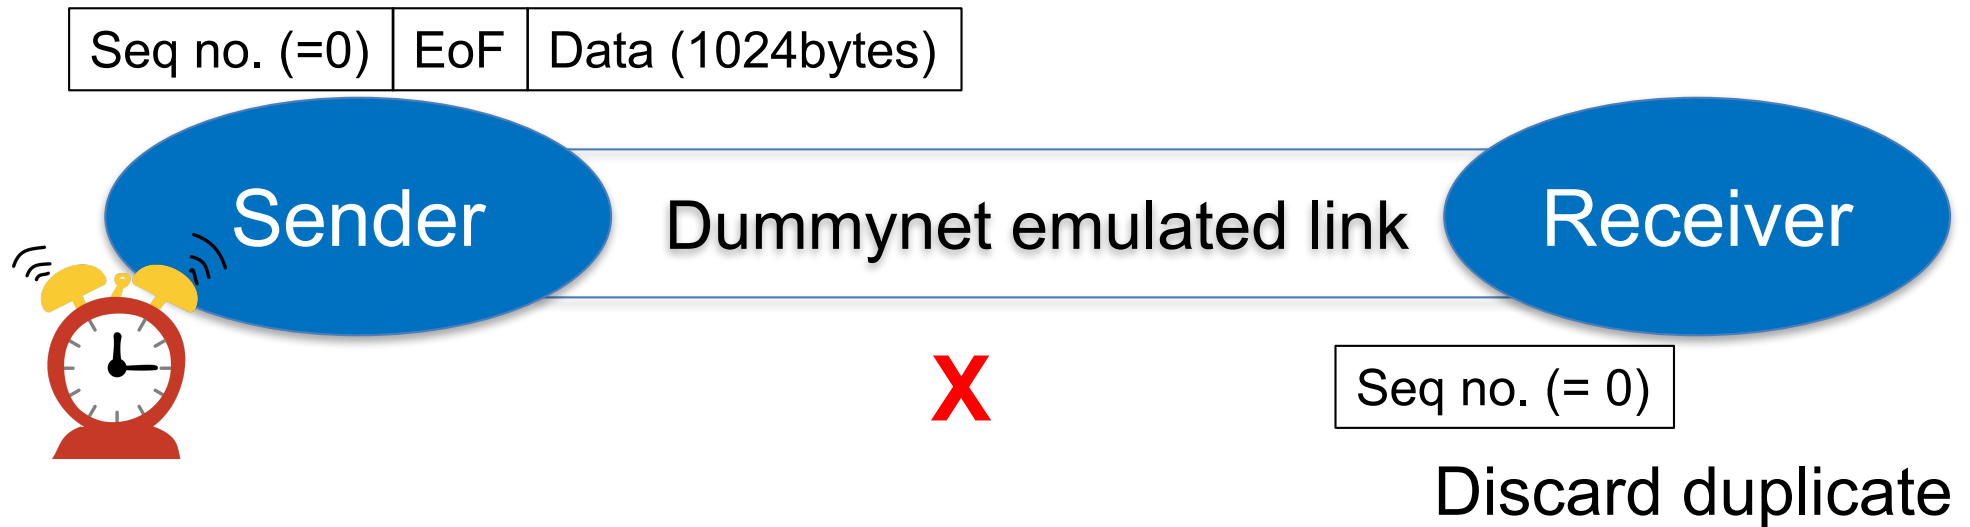 Seq no. (=0) EoF Data (1024bytes)
Sender Dummynet emulated link Receiver
X
Seq no. (= 0)
Discard duplicate